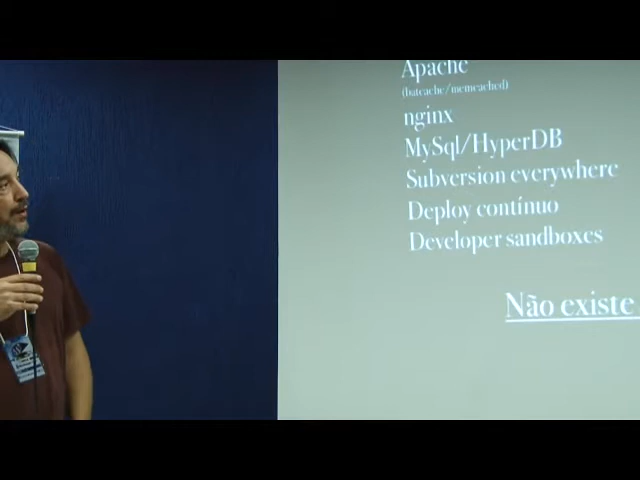 Apache
(batcache/memcached)
nginx
MySql/HyperDB
Subversion everywhere
Deploy contínuo
Developer sandboxes
Não existe